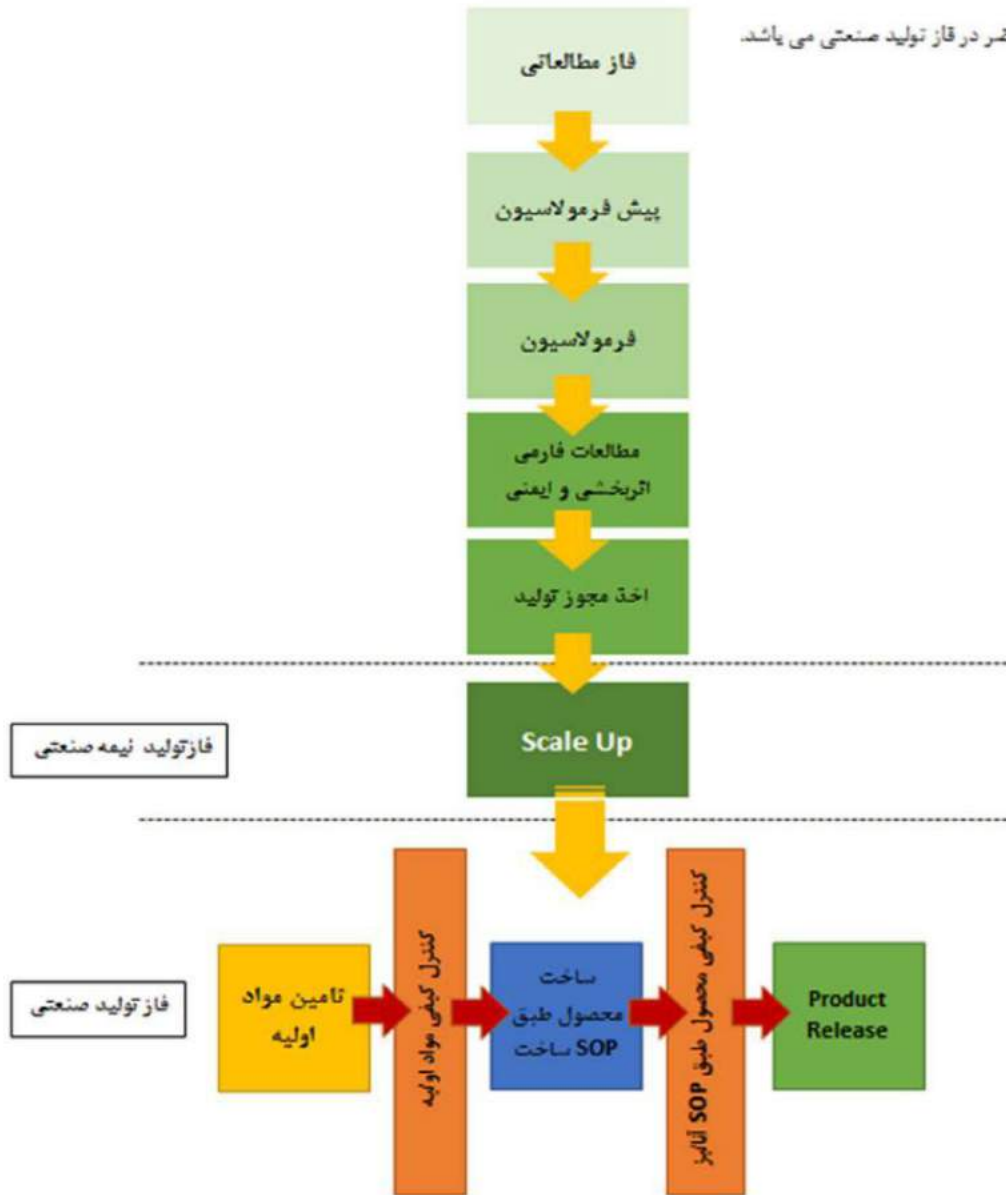 در قاز تولید صنعتی می یاشد.
فاز مطالعاتی
پیش فرمولاسیون
فرمولاسیون
مطالعات فارمی
اثربخشی و ایمنی
اخذ مجوز تولید
Scale Up
فازتولید نیمه صنعتی
فاز تولید صنعتی
تامین مواد
اولیه
کنترل کیفی مواد اولیه
ساخت
محصول طبق
SOP ساخت
کنترل کیفی محصول طبق SOP آنالیز
Product
Release